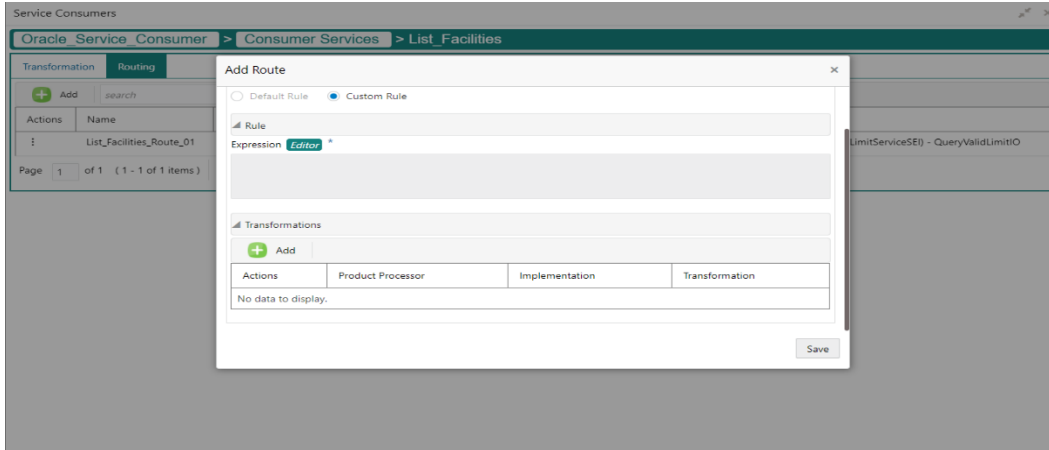 Service Consumers
Oracle_Service_Consumer > Consumer Services > List_Facilities
Transformation Routing
Add Route
Add search
Default Rule Custom Rule
Actions Name
Rule
Expression Editor *
List_Facilities_Route_01
LimitServiceSEI) - QueryValidLimitIO
Page 1 of 1 ( 1 - 1 of 1 items )
Transformations
Add
Actions Product Processor Implementation Transformation
No data to display.
Save